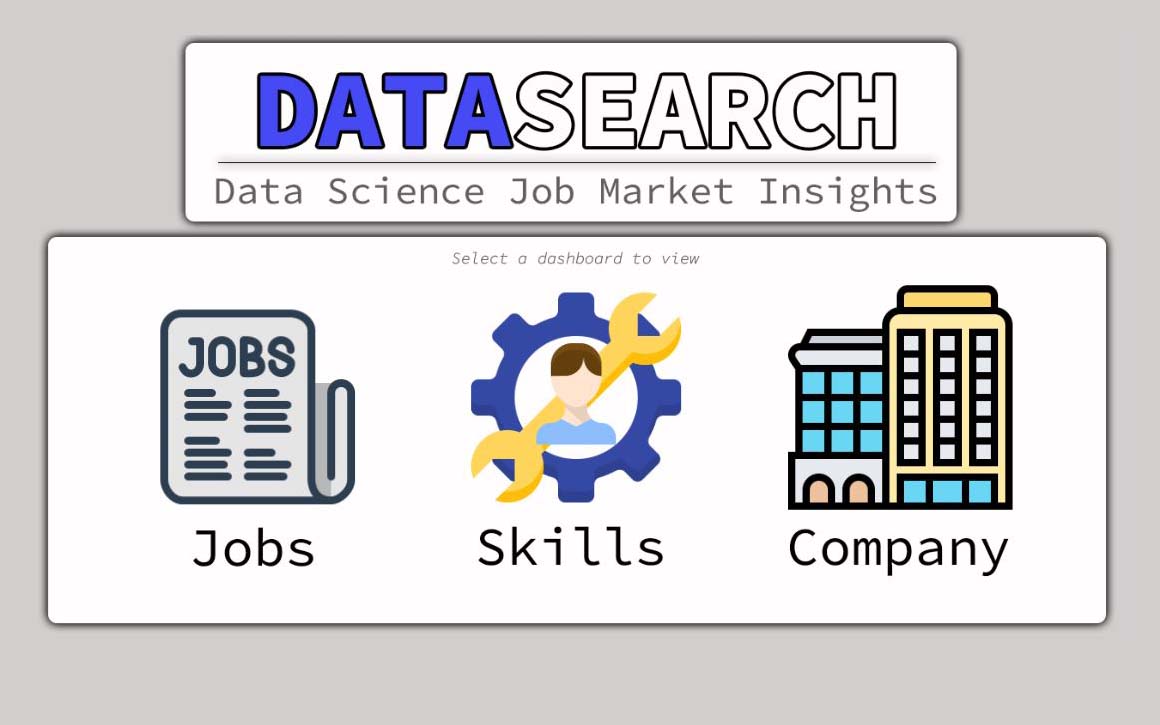 DATASEARCH
Data Science Job Market Insights
Select a dashboard to view
JOBS
Jobs
Skills
Company